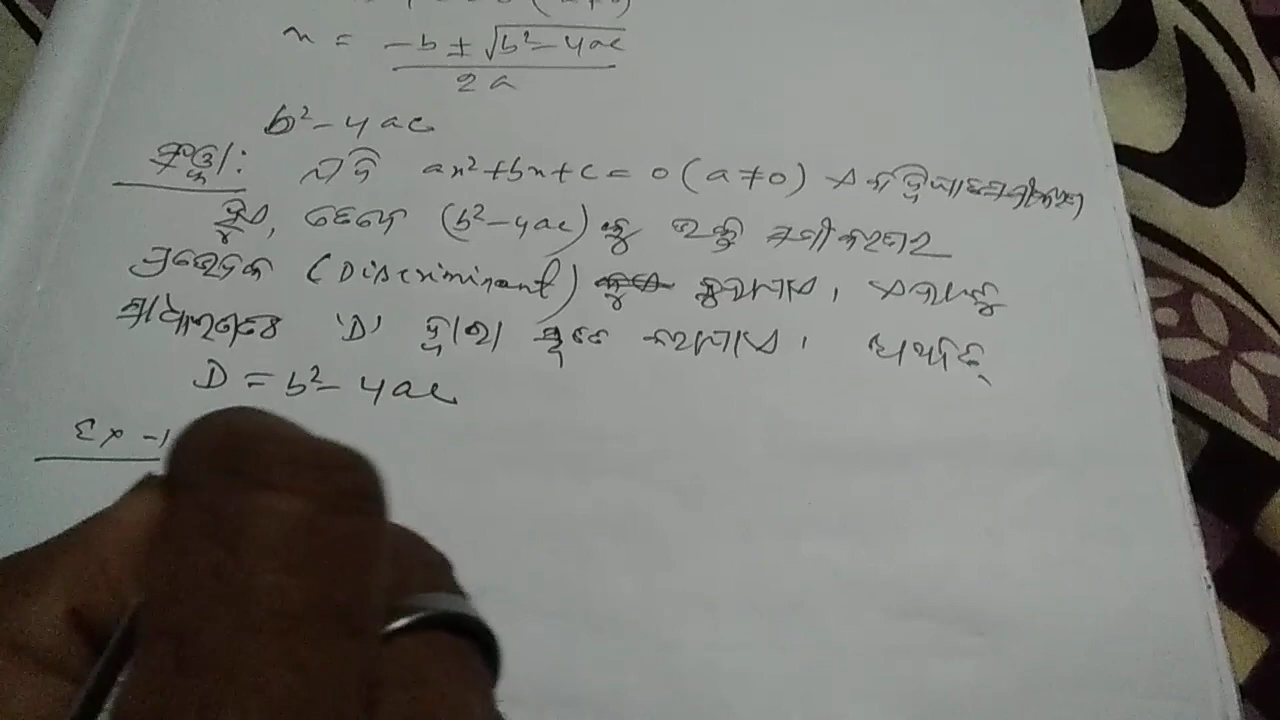 x = −b ± √b² − 4ac / 2a
b² − 4ac
ସଂଜ୍ଞା : ଯଦି ax² + bx + c = 0 (a ≠ 0) ଏକ ଦ୍ୱିଘାତ ସମୀକରଣ
ହୁଏ, ତେବେ (b² − 4ac) କୁ ଉକ୍ତ ସମୀକରଣର
ପ୍ରଭେଦକ (Discriminant) କୁହାଯାଏ । ଏହାକୁ
ସାଧାରଣତଃ 'D' ଦ୍ୱାରା ସୂଚିତ କରାଯାଏ । ଅର୍ଥାତ୍
D = b² − 4ac
Ex − 1